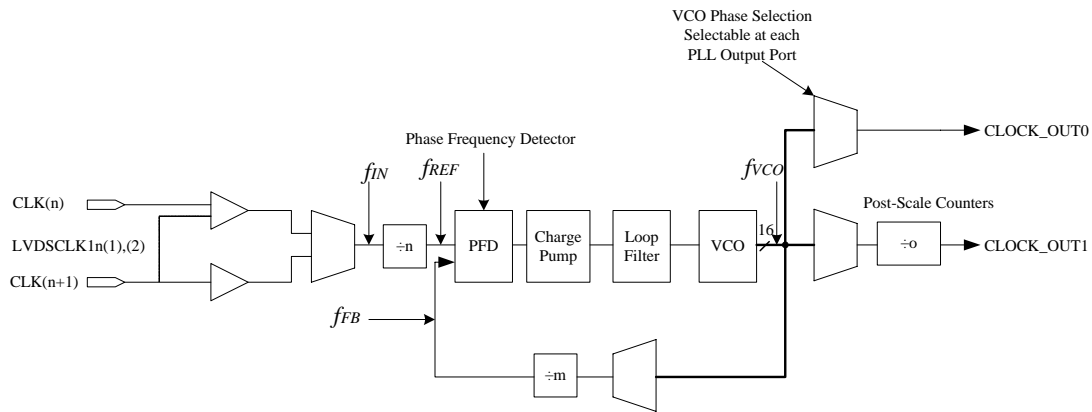 VCO Phase Selection
Selectable at each
PLL Output Port
CLOCK_OUT0
Phase Frequency Detector
fIN
fREF
fVCO
CLK(n)
Post-Scale Counters
16
LVDSCLK1n(1),(2)
÷n
PFD
Charge
Pump
Loop
Filter
VCO
÷o
CLOCK_OUT1
CLK(n+1)
fFB
÷m